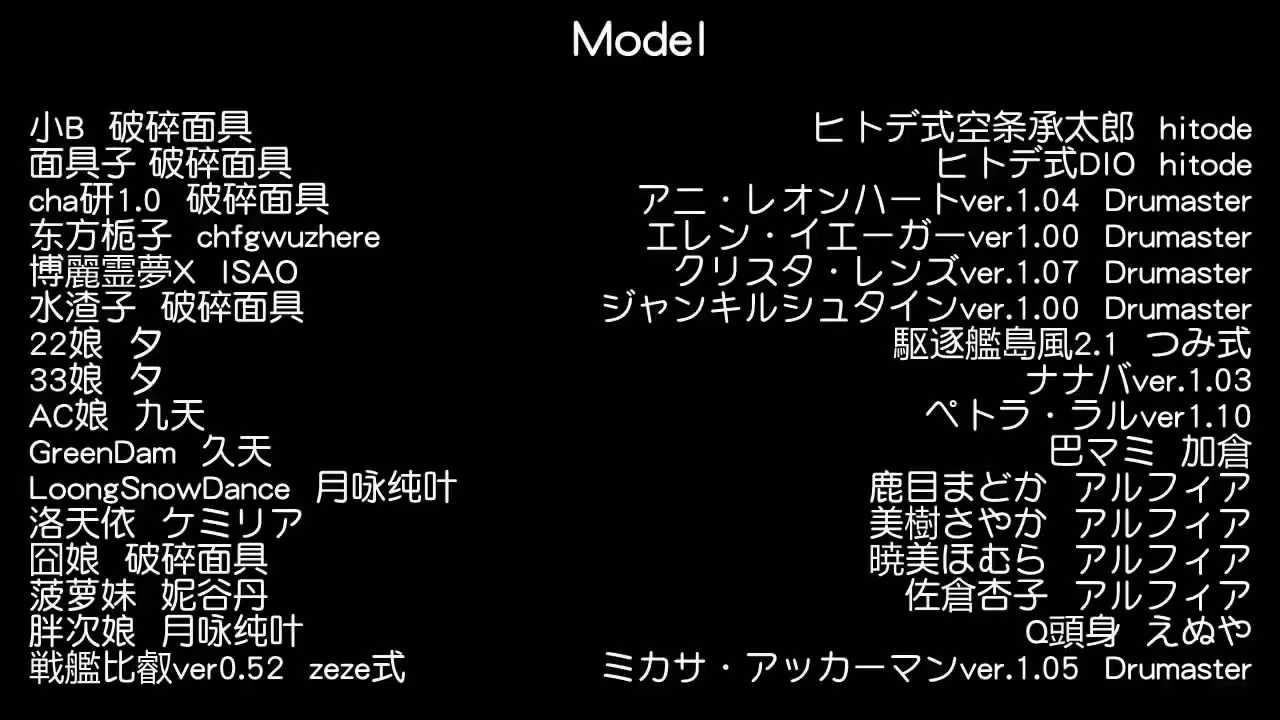 Model
小B 破碎面具
面具子 破碎面具
cha研1.0 破碎面具
东方栀子 chfgwuzhere
博麗霊夢X ISAO
水渣子 破碎面具
22娘 夕
33娘 夕
AC娘 九天
GreenDam 久天
LoongSnowDance 月咏纯叶
洛天依 ケミリア
囧娘 破碎面具
菠萝妹 妮谷丹
胖次娘 月咏纯叶
戦艦比叡ver0.52 zeze式
ヒトデ式空条承太郎 hitode
ヒトデ式DIO hitode
アニ・レオンハートver.1.04 Drumaster
エレン・イエーガーver1.00 Drumaster
クリスタ・レンズver.1.07 Drumaster
ジャンキルシュタインver.1.00 Drumaster
駆逐艦島風2.1 つみ式
ナナバver.1.03
ペトラ・ラルver1.10
巴マミ 加倉
鹿目まどか アルフィア
美樹さやか アルフィア
暁美ほむら アルフィア
佐倉杏子 アルフィア
Q頭身 えぬや
ミカサ・アッカーマンver.1.05 Drumaster